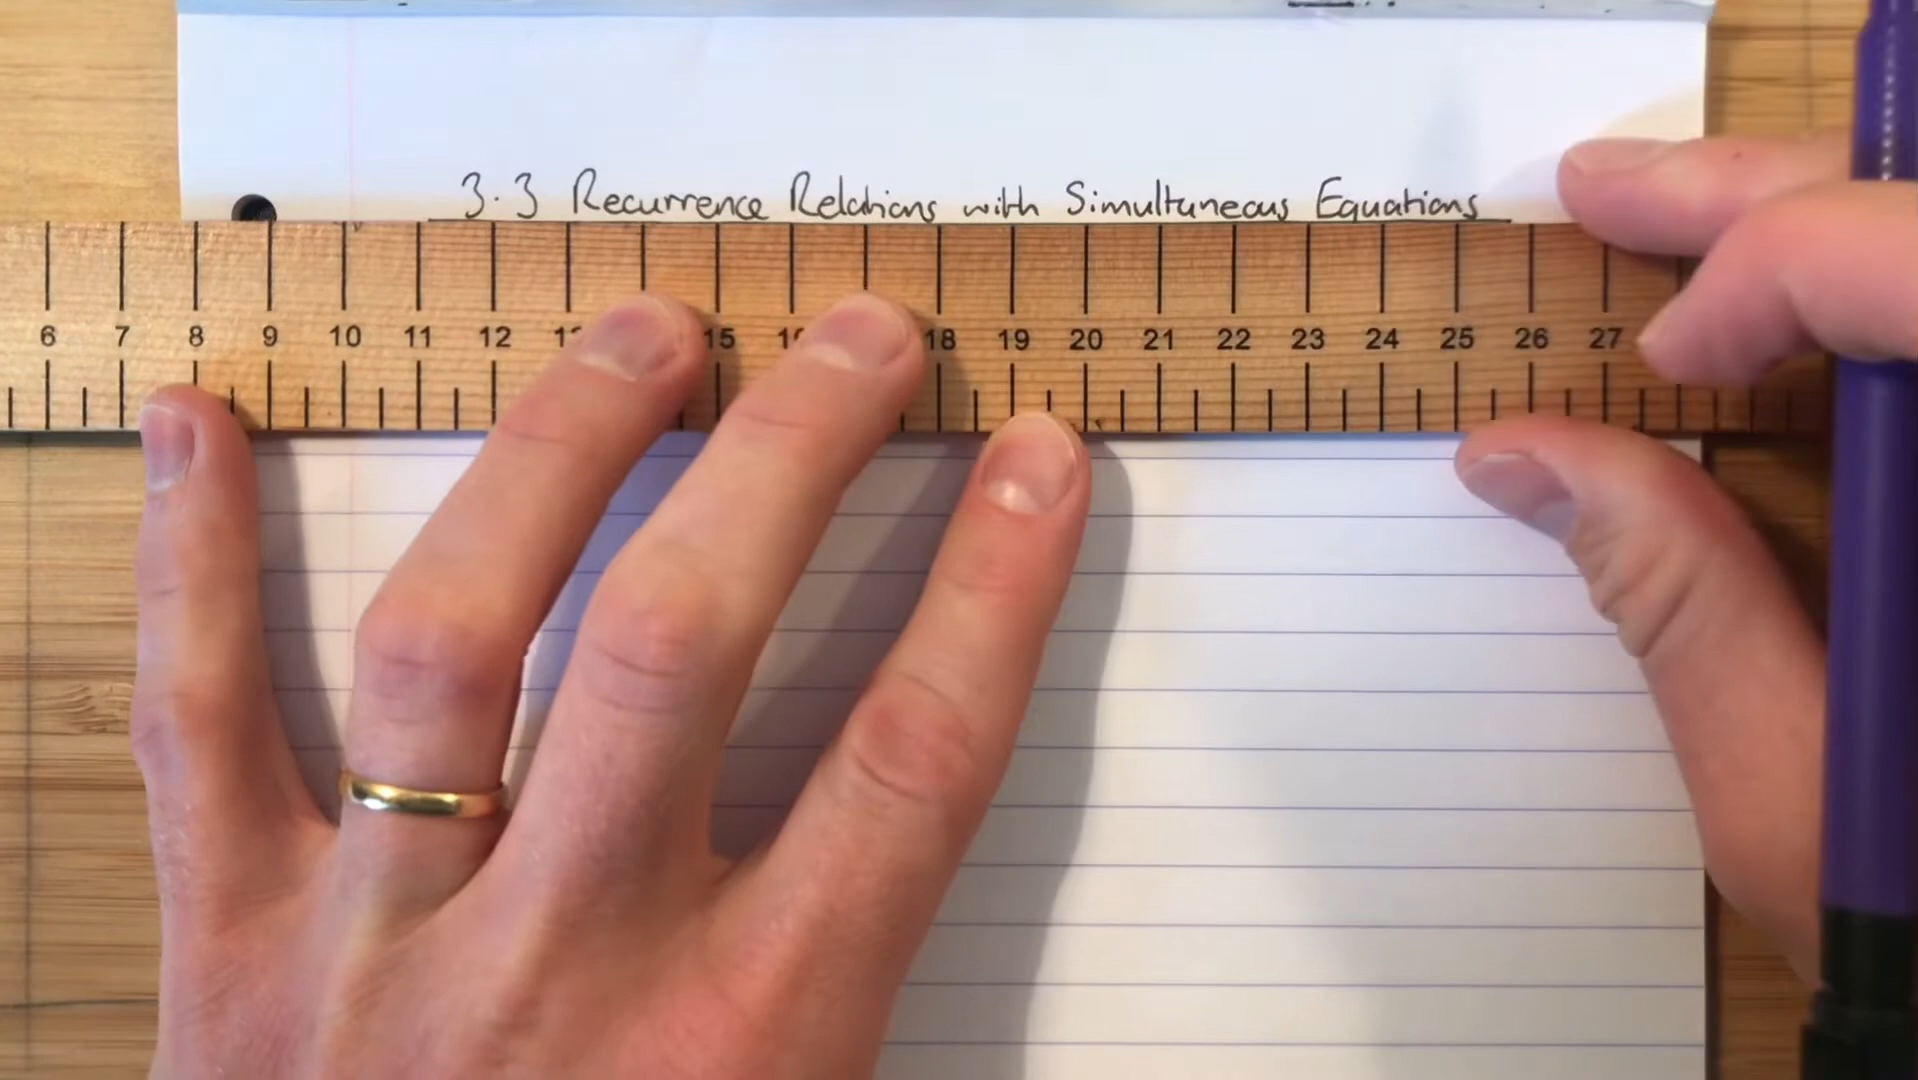 3.3 Recurrence Relations with Simultaneous Equations
6 7 8 9 10 11 12 15 18 19 20 21 22 23 24 25 26 27